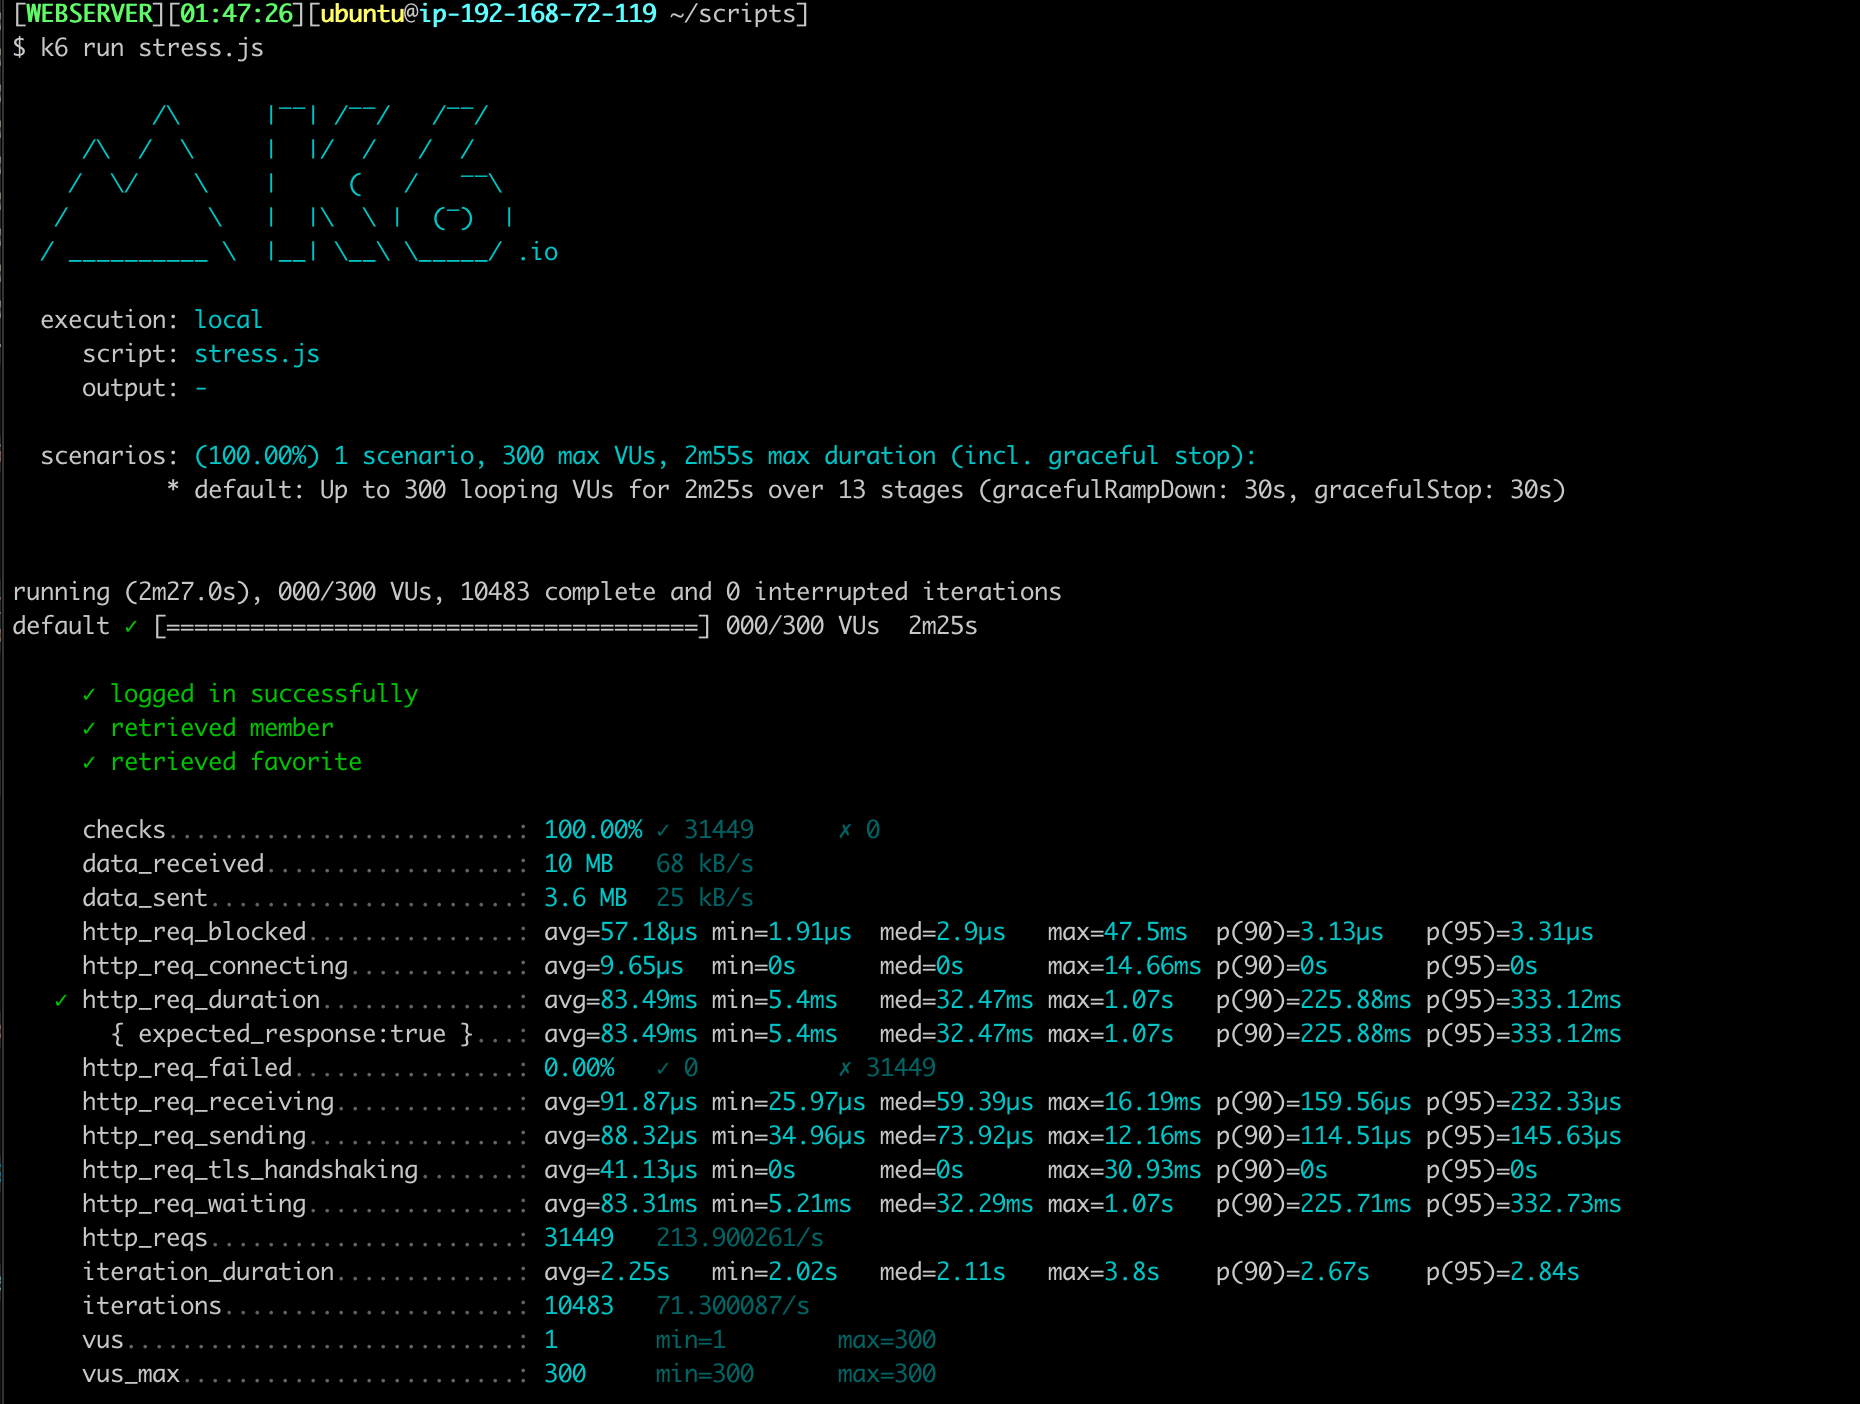 [WEBSERVER][01:47:26][ubuntu@ip-192-168-72-119 ~/scripts]
$ k6 run stress.js
          /\      |‾‾| /‾‾/   /‾‾/
     /\  /  \     |  |/  /   /  /
    /  \/    \    |     (   /   ‾‾\
   /          \   |  |\  \ |  (‾)  |
  / __________ \  |__| \__\ \_____/ .io
  execution: local
     script: stress.js
     output: -
  scenarios: (100.00%) 1 scenario, 300 max VUs, 2m55s max duration (incl. graceful stop):
           * default: Up to 300 looping VUs for 2m25s over 13 stages (gracefulRampDown: 30s, gracefulStop: 30s)
running (2m27.0s), 000/300 VUs, 10483 complete and 0 interrupted iterations
default ✓ [======================================] 000/300 VUs  2m25s
     ✓ logged in successfully
     ✓ retrieved member
     ✓ retrieved favorite
     checks.........................: 100.00% ✓ 31449      ✗ 0
     data_received..................: 10 MB   68 kB/s
     data_sent......................: 3.6 MB  25 kB/s
     http_req_blocked...............: avg=57.18µs min=1.91µs  med=2.9µs   max=47.5ms  p(90)=3.13µs   p(95)=3.31µs
     http_req_connecting............: avg=9.65µs  min=0s      med=0s      max=14.66ms p(90)=0s       p(95)=0s
   ✓ http_req_duration..............: avg=83.49ms min=5.4ms   med=32.47ms max=1.07s   p(90)=225.88ms p(95)=333.12ms
       { expected_response:true }...: avg=83.49ms min=5.4ms   med=32.47ms max=1.07s   p(90)=225.88ms p(95)=333.12ms
     http_req_failed................: 0.00%   ✓ 0          ✗ 31449
     http_req_receiving.............: avg=91.87µs min=25.97µs med=59.39µs max=16.19ms p(90)=159.56µs p(95)=232.33µs
     http_req_sending...............: avg=88.32µs min=34.96µs med=73.92µs max=12.16ms p(90)=114.51µs p(95)=145.63µs
     http_req_tls_handshaking.......: avg=41.13µs min=0s      med=0s      max=30.93ms p(90)=0s       p(95)=0s
     http_req_waiting...............: avg=83.31ms min=5.21ms  med=32.29ms max=1.07s   p(90)=225.71ms p(95)=332.73ms
     http_reqs......................: 31449   213.900261/s
     iteration_duration.............: avg=2.25s   min=2.02s   med=2.11s   max=3.8s    p(90)=2.67s    p(95)=2.84s
     iterations.....................: 10483   71.300087/s
     vus............................: 1       min=1        max=300
     vus_max........................: 300     min=300      max=300